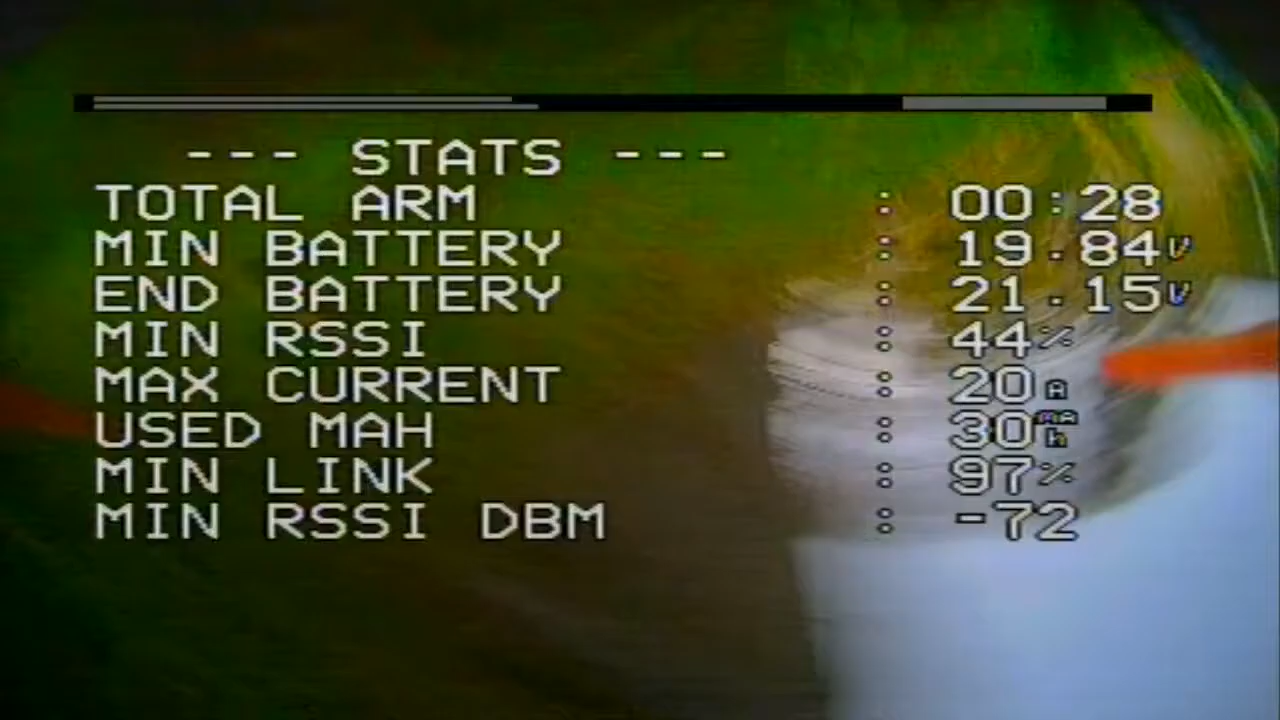 --- STATS ---
TOTAL ARM : 00:28
MIN BATTERY : 19.84V
END BATTERY : 21.15V
MIN RSSI : 44%
MAX CURRENT : 20A
USED MAH : 30MAh
MIN LINK : 97%
MIN RSSI DBM : -72